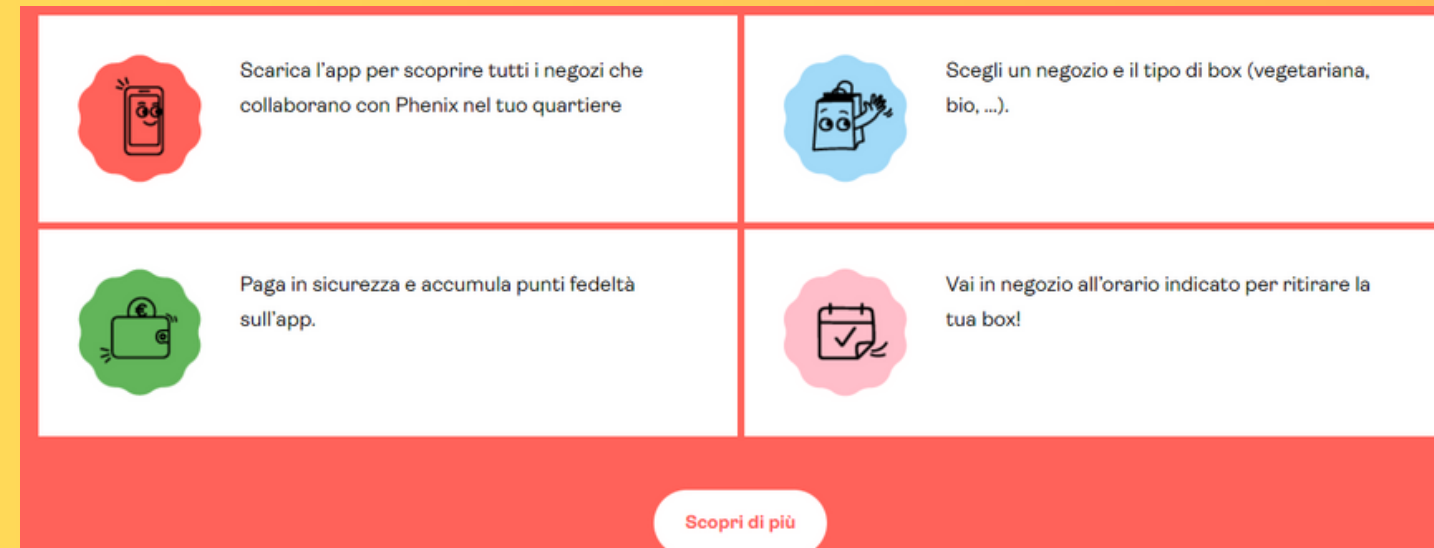 Scarica l'app per scoprire tutti i negozi che
collaborano con Phenix nel tuo quartiere
Scegli un negozio e il tipo di box (vegetariana,
bio, ...).
Paga in sicurezza e accumula punti fedeltà
sull'app.
Vai in negozio all'orario indicato per ritirare la
tua box!
Scopri di più